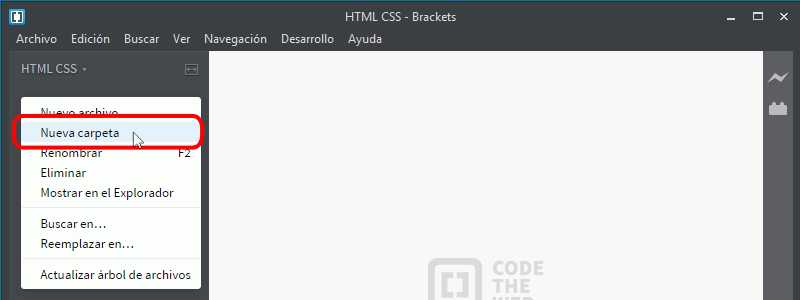 HTML CSS - Brackets
Archivo Edición Buscar Ver Navegación Desarrollo Ayuda
HTML CSS
Nuevo archivo
Nueva carpeta
Renombrar F2
Eliminar
Mostrar en el Explorador
Buscar en…
Reemplazar en…
Actualizar árbol de archivos
CODE
THE
WEB